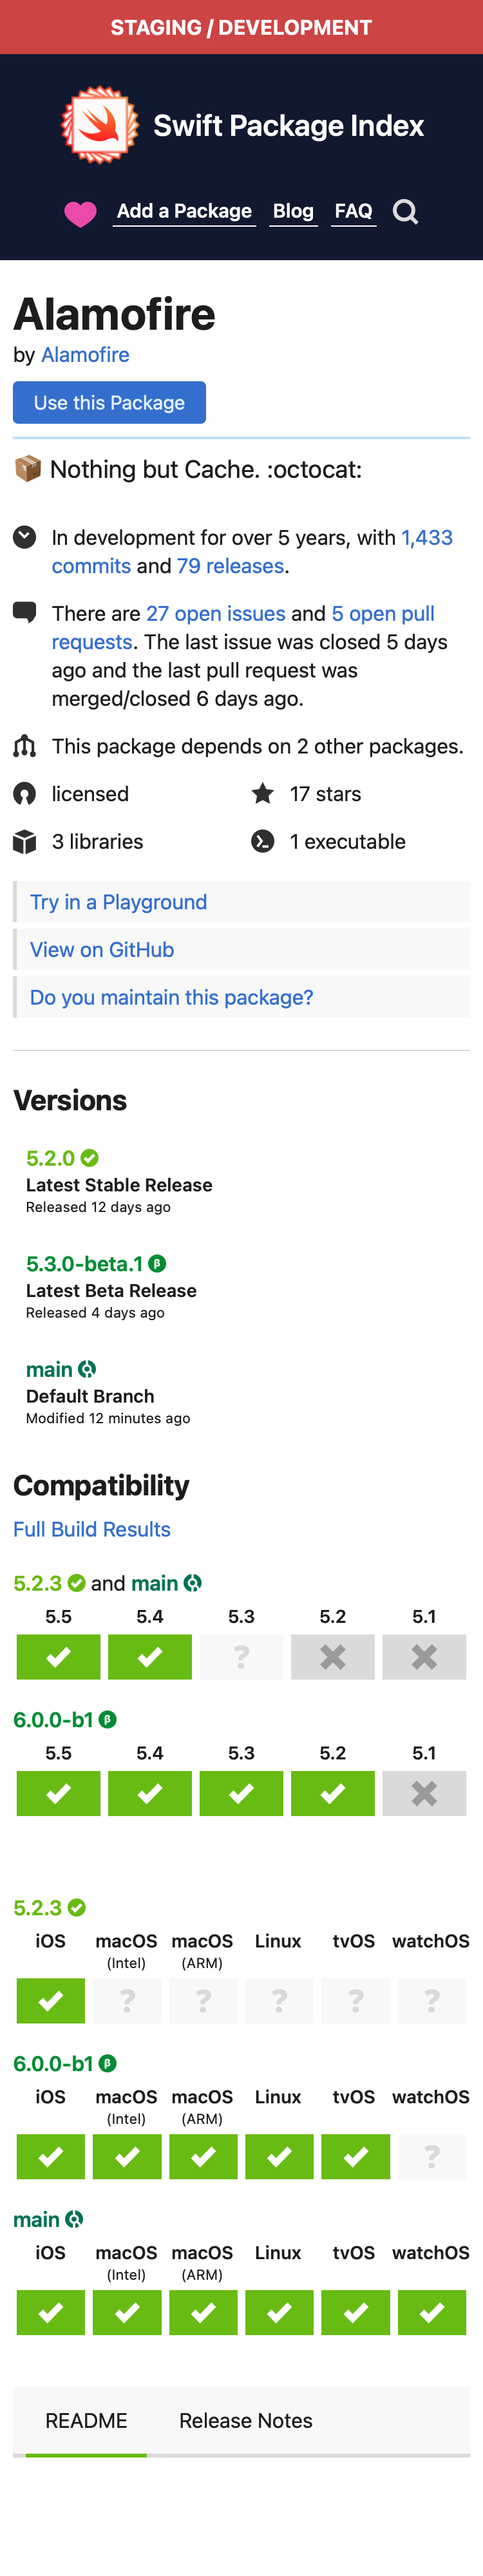 STAGING / DEVELOPMENT
Swift Package Index
Add a Package Blog FAQ
Alamofire
by Alamofire
Use this Package
📦 Nothing but Cache. :octocat:
In development for over 5 years, with 1,433
commits and 79 releases.
There are 27 open issues and 5 open pull
requests. The last issue was closed 5 days
ago and the last pull request was
merged/closed 6 days ago.
This package depends on 2 other packages.
licensed 17 stars
3 libraries 1 executable
Try in a Playground
View on GitHub
Do you maintain this package?
Versions
5.2.0
Latest Stable Release
Released 12 days ago
5.3.0-beta.1 β
Latest Beta Release
Released 4 days ago
main
Default Branch
Modified 12 minutes ago
Compatibility
Full Build Results
5.2.3 and main
5.5 5.4 5.3 5.2 5.1
?
6.0.0-b1 β
5.5 5.4 5.3 5.2 5.1
5.2.3
iOS macOS macOS Linux tvOS watchOS
(Intel) (ARM)
? ? ? ? ?
6.0.0-b1 β
iOS macOS macOS Linux tvOS watchOS
(Intel) (ARM)
?
main
iOS macOS macOS Linux tvOS watchOS
(Intel) (ARM)
README Release Notes